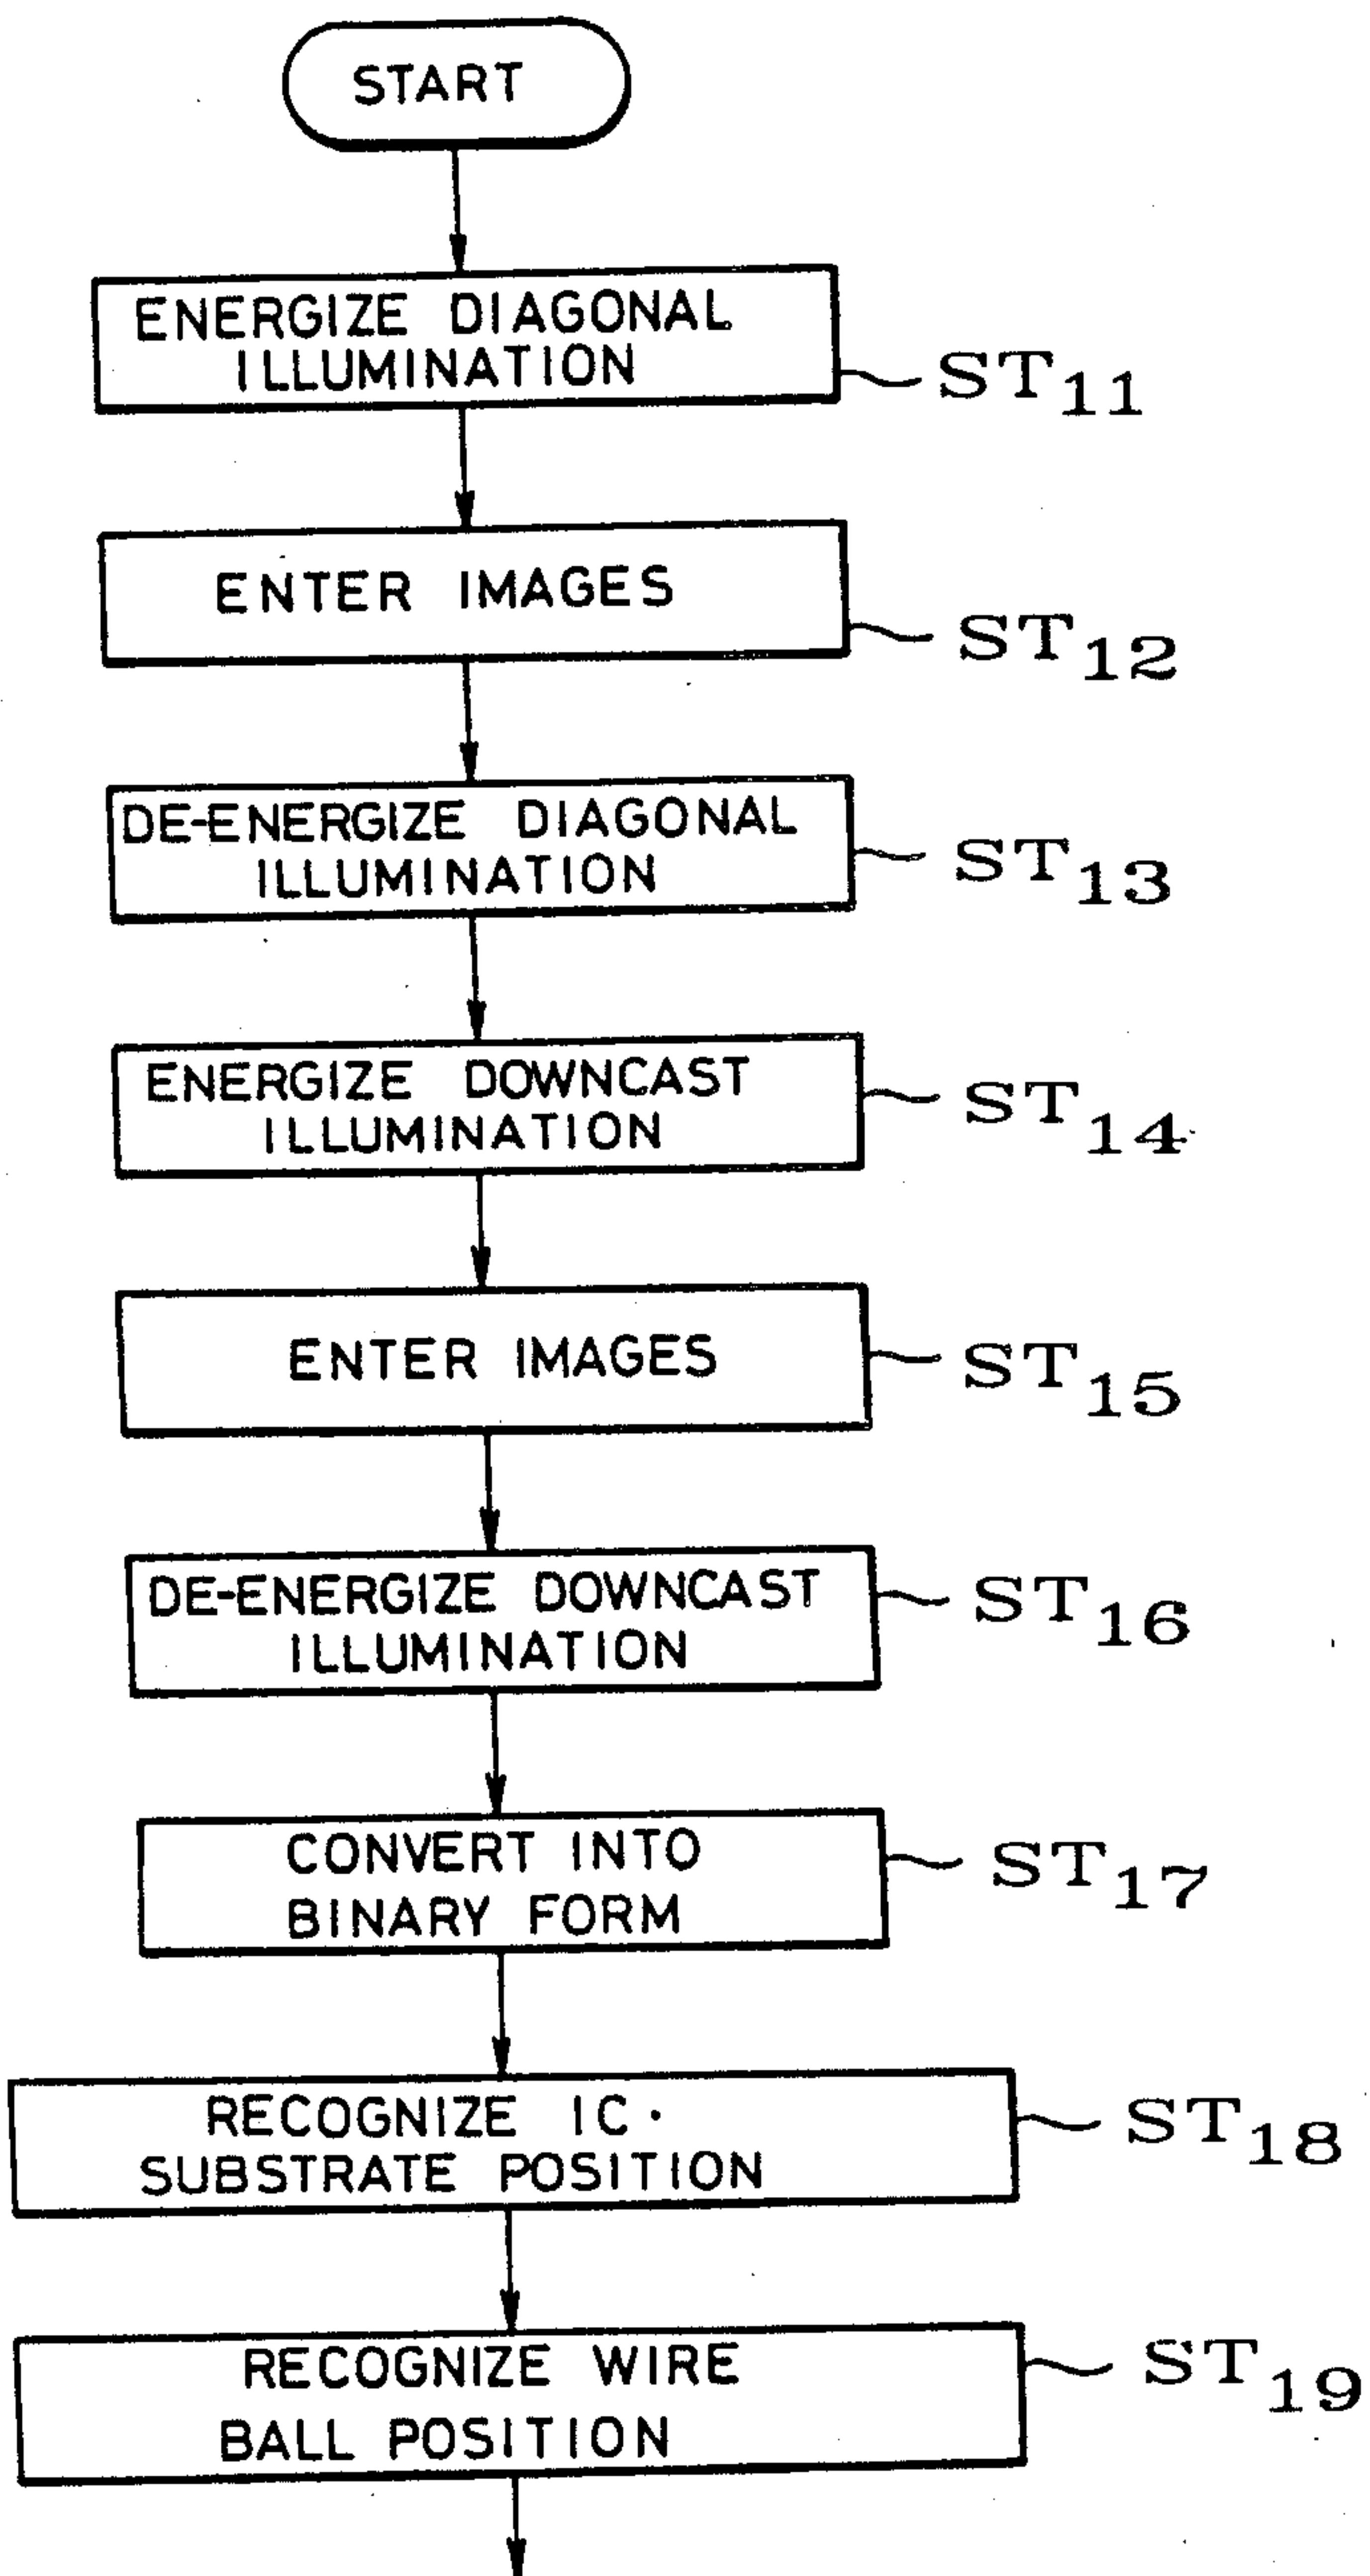 START
ENERGIZE DIAGONAL
ILLUMINATION
ST11
ENTER IMAGES
ST12
DE-ENERGIZE DIAGONAL
ILLUMINATION
ST13
ENERGIZE DOWNCAST
ILLUMINATION
ST14
ENTER IMAGES
ST15
DE-ENERGIZE DOWNCAST
ILLUMINATION
ST16
CONVERT INTO
BINARY FORM
ST17
RECOGNIZE IC·
SUBSTRATE POSITION
ST18
RECOGNIZE WIRE
BALL POSITION
ST19